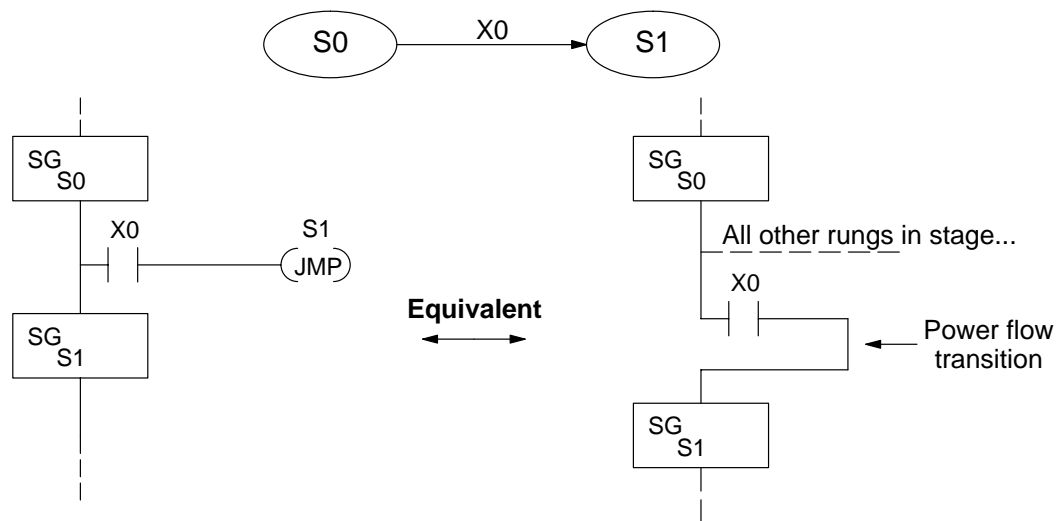 S0
X0
S1
SG
S0
X0
S1
JMP
SG
S1
Equivalent
SG
S0
All other rungs in stage...
X0
Power flow
transition
SG
S1